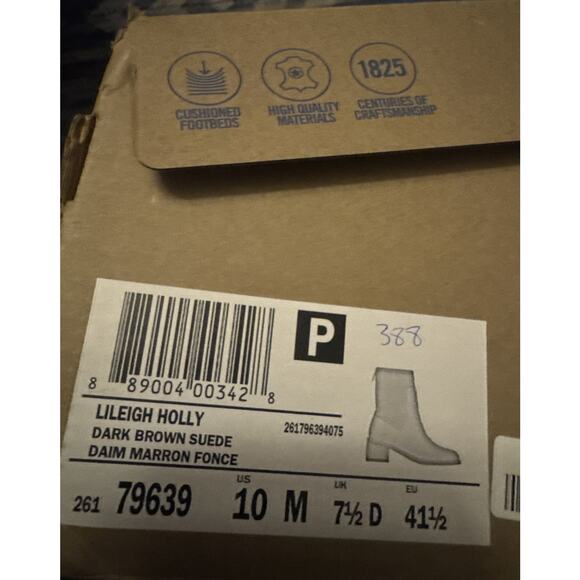 CUSHIONED
FOOTBEDS
HIGH QUALITY
MATERIALS
1825
CENTURIES OF
CRAFTSMANSHIP
P
388
8 89004 00342 8
LILEIGH HOLLY
261796394075
DARK BROWN SUEDE
DAIM MARRON FONCE
US UK EU
261 79639 10 M 7½ D 41½